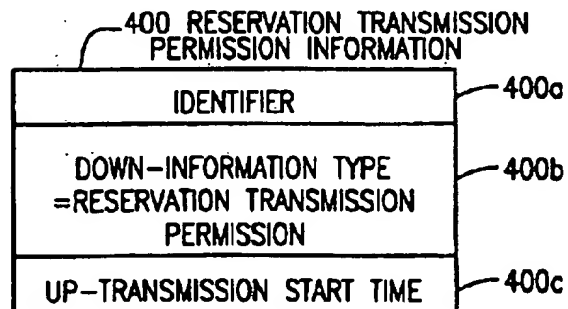 400 RESERVATION TRANSMISSION
PERMISSION INFORMATION
IDENTIFIER
400a
DOWN-INFORMATION TYPE
=RESERVATION TRANSMISSION
PERMISSION
400b
UP-TRANSMISSION START TIME
400c